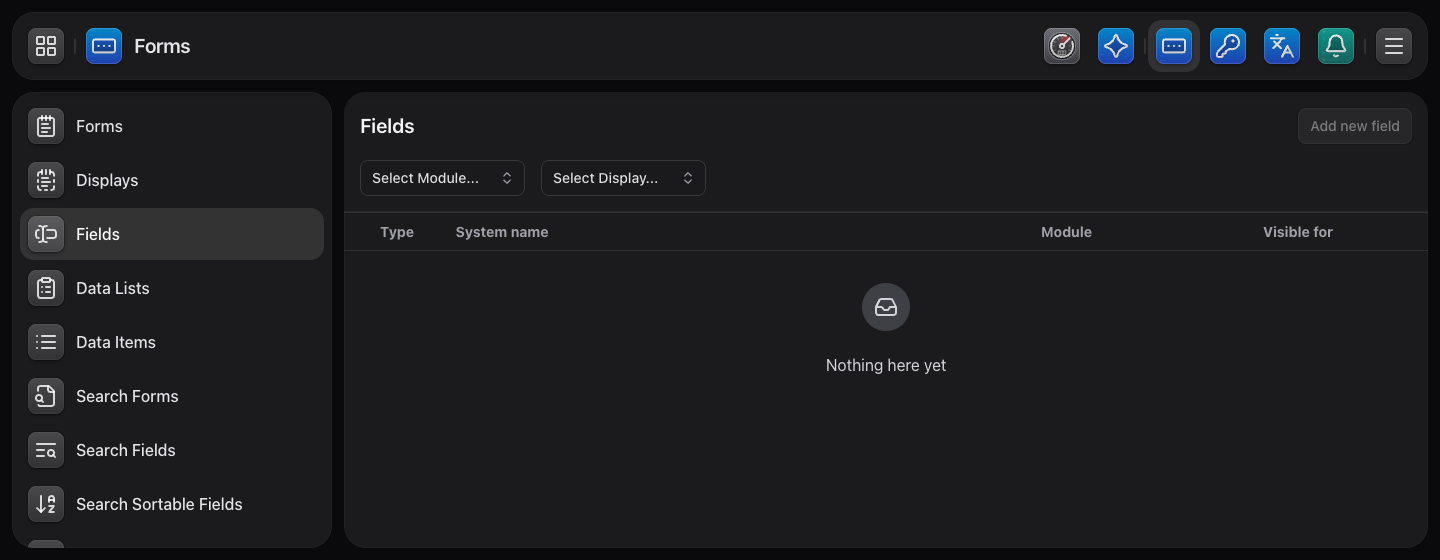 Forms
Forms
Displays
Fields
Data Lists
Data Items
Search Forms
Search Fields
Search Sortable Fields
Fields
Add new field
Select Module...
Select Display...
Type System name Module Visible for
Nothing here yet